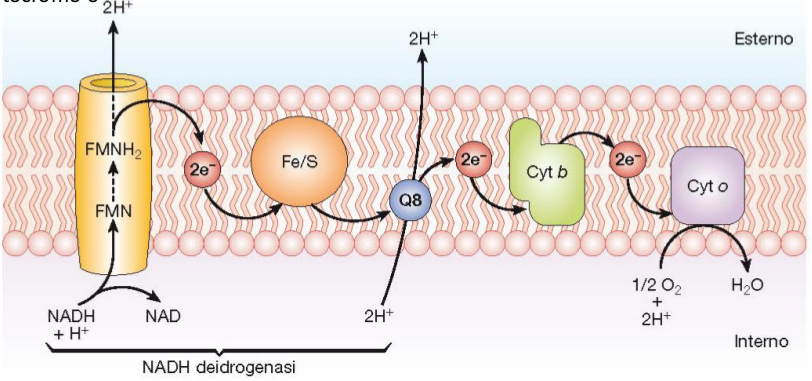 2H⁺
2H⁺
Esterno
FMNH₂
2e⁻
Fe/S
2e⁻
Cyt b
2e⁻
Cyt o
Q8
FMN
NADH
+ H⁺
NAD
2H⁺
1/2 O₂
+
2H⁺
H₂O
Interno
NADH deidrogenasi